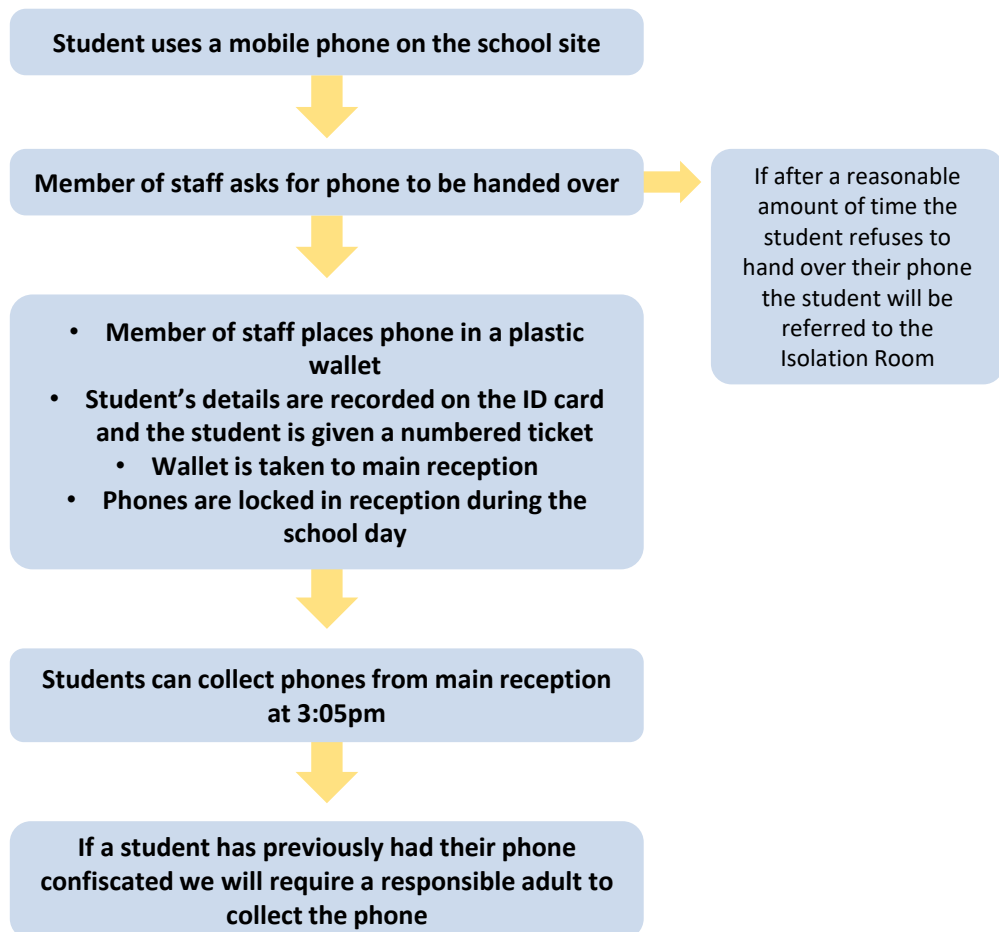 Student uses a mobile phone on the school site
Member of staff asks for phone to be handed over
If after a reasonable
amount of time the
student refuses to
hand over their phone
the student will be
referred to the
Isolation Room
• Member of staff places phone in a plastic
wallet
• Student’s details are recorded on the ID card
and the student is given a numbered ticket
• Wallet is taken to main reception
• Phones are locked in reception during the
school day
Students can collect phones from main reception
at 3:05pm
If a student has previously had their phone
confiscated we will require a responsible adult to
collect the phone